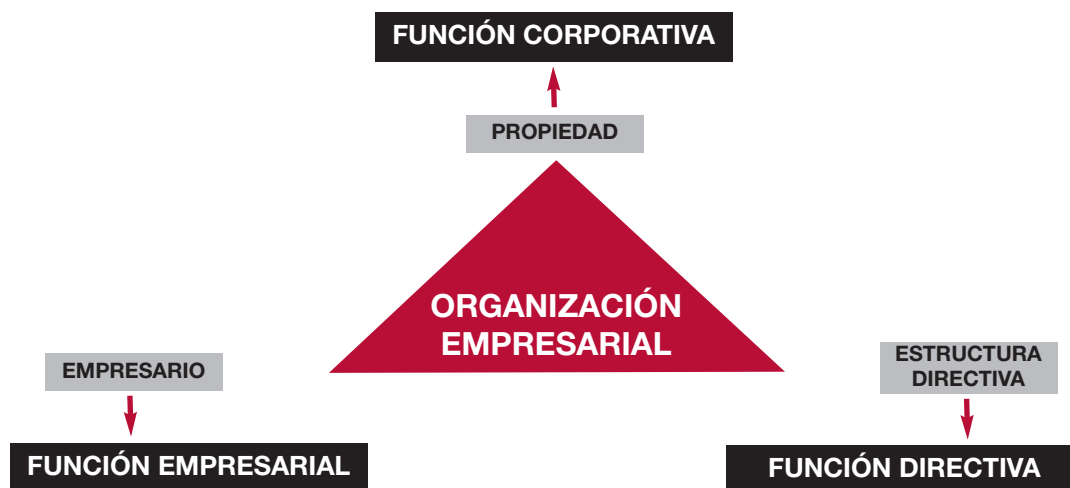 FUNCIÓN CORPORATIVA
PROPIEDAD
ORGANIZACIÓN
EMPRESARIAL
EMPRESARIO
FUNCIÓN EMPRESARIAL
ESTRUCTURA
DIRECTIVA
FUNCIÓN DIRECTIVA